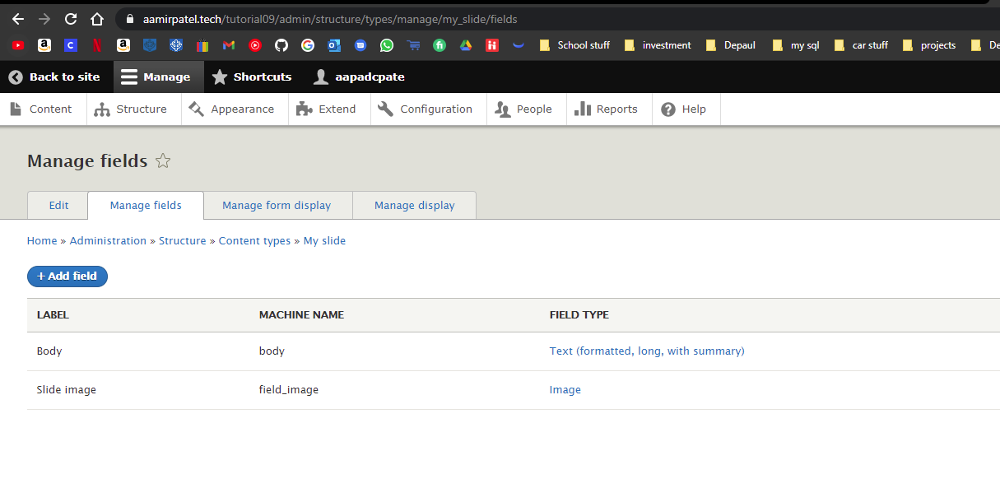 aamirpatel.tech/tutorial09/admin/structure/types/manage/my_slide/fields
School stuff investment Depaul my sql car stuff projects De
Back to site Manage Shortcuts aapadcpate
Content Structure Appearance Extend Configuration People Reports Help
Manage fields
Edit Manage fields Manage form display Manage display
Home » Administration » Structure » Content types » My slide
+ Add field
LABEL MACHINE NAME FIELD TYPE
Body body Text (formatted, long, with summary)
Slide image field_image Image